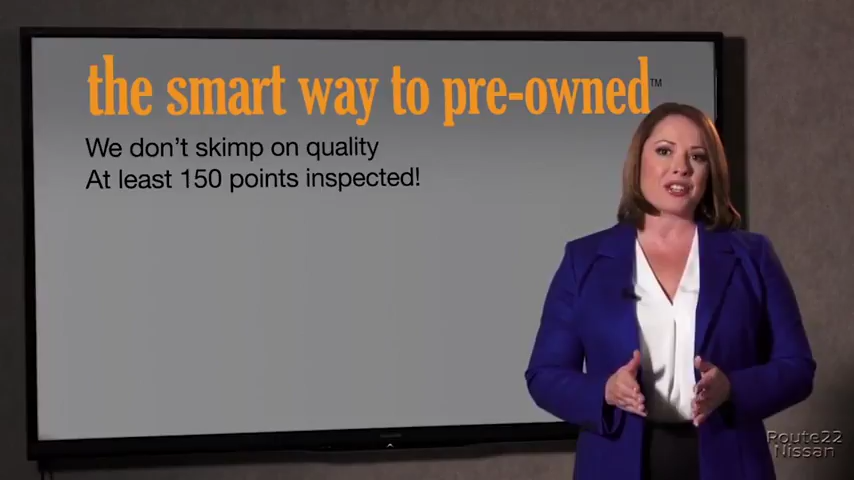 the smart way to pre-owned™
We don't skimp on quality
At least 150 points inspected!
Route22
Nissan